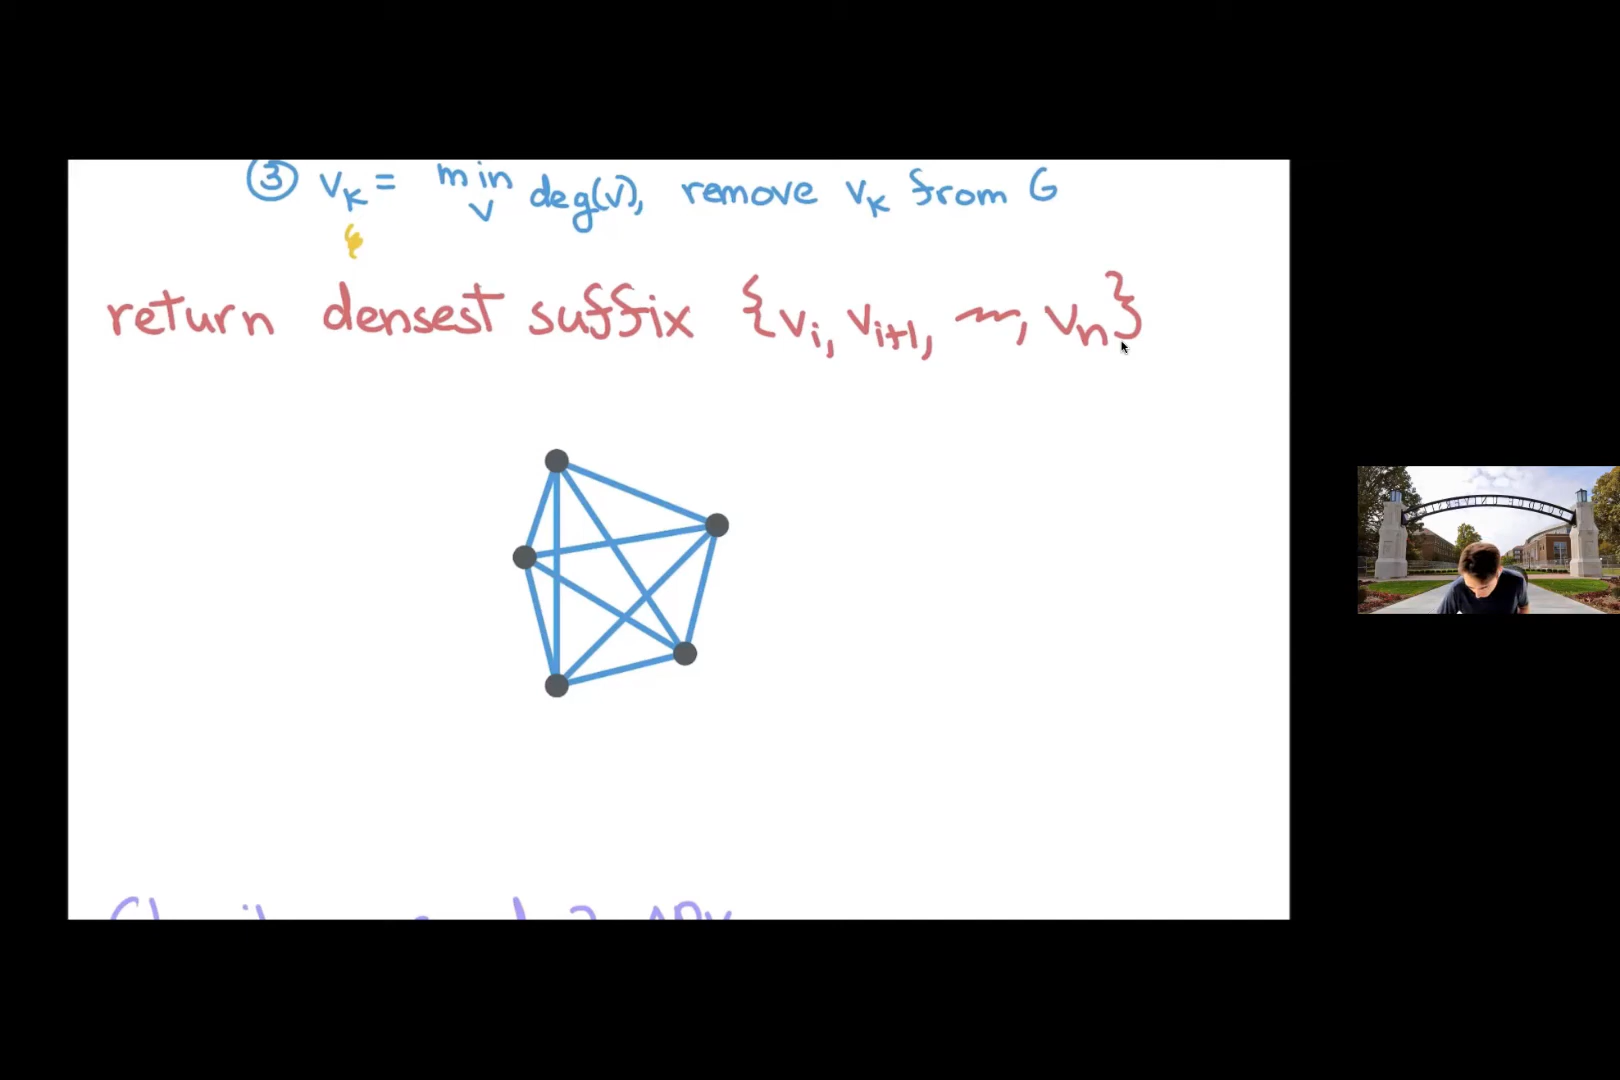 ③ vₖ = min deg(v), remove vₖ from G
v
return densest suffix {vᵢ, vᵢ₊₁, ..., vₙ}